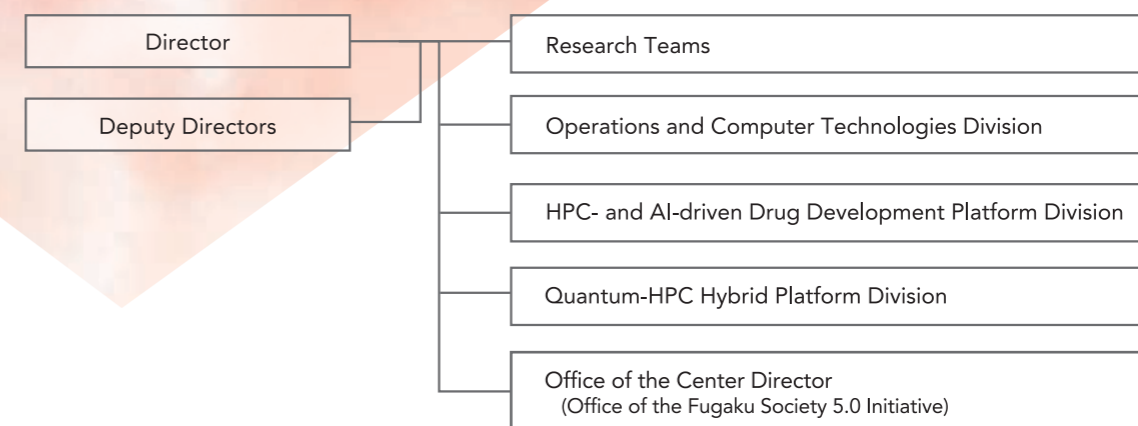 Director
Deputy Directors
Research Teams
Operations and Computer Technologies Division
HPC- and AI-driven Drug Development Platform Division
Quantum-HPC Hybrid Platform Division
Office of the Center Director
(Office of the Fugaku Society 5.0 Initiative)